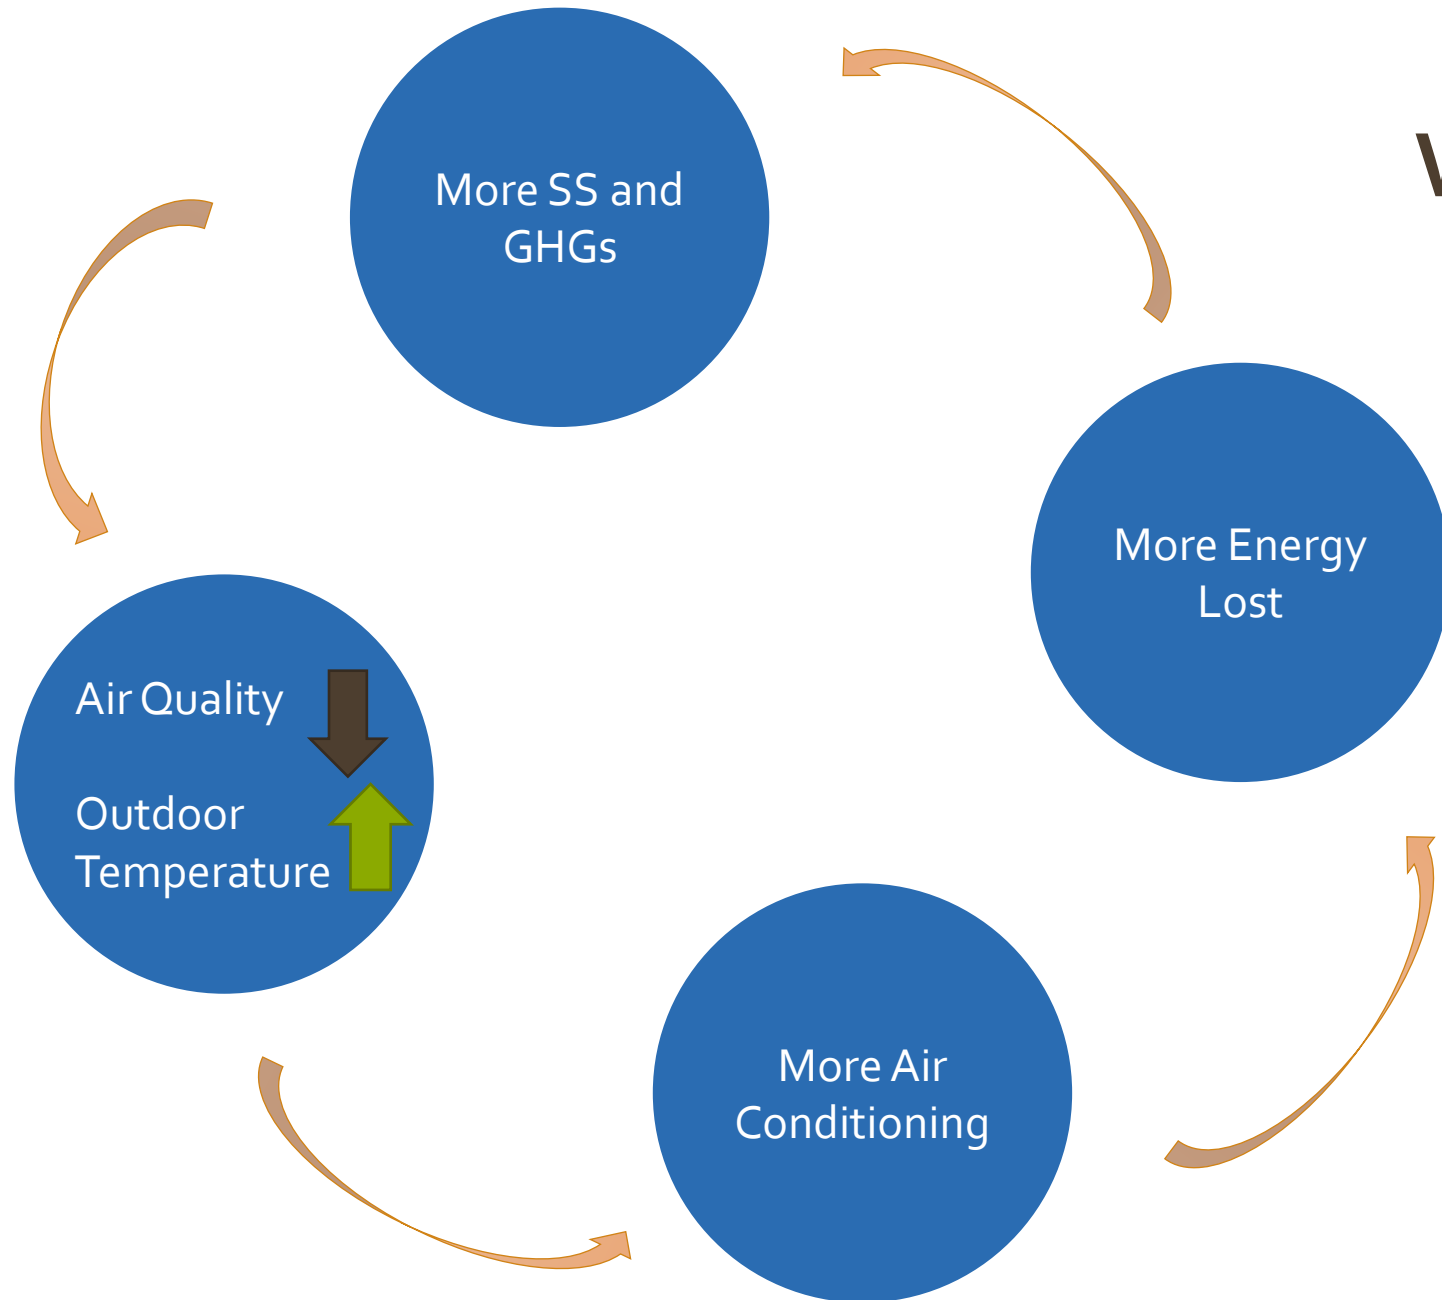 More SS and
GHGs
More Energy
Lost
Air Quality
Outdoor
Temperature
More Air
Conditioning